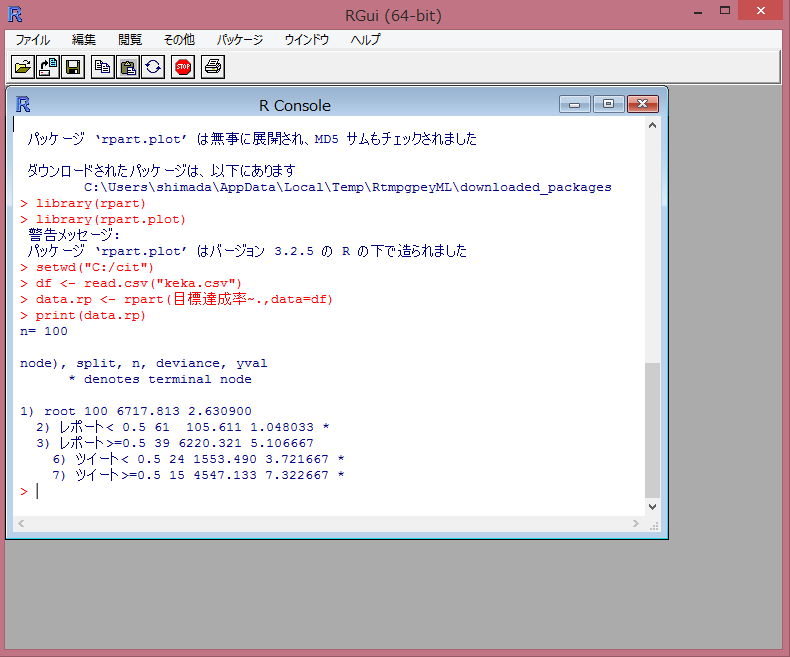 RGui (64-bit)
ファイル 編集 閲覧 その他 パッケージ ウインドウ ヘルプ
STOP
R Console
パッケージ ‘rpart.plot’ は無事に展開され、MD5 サムもチェックされました
ダウンロードされたパッケージは、以下にあります
C:\Users\shimada\AppData\Local\Temp\RtmpgpeyML\downloaded_packages
> library(rpart)
> library(rpart.plot)
警告メッセージ:
パッケージ ‘rpart.plot’ はバージョン 3.2.5 の R の下で造られました
> setwd("C:/cit")
> df <- read.csv("keka.csv")
> data.rp <- rpart(目標達成率~.,data=df)
> print(data.rp)
n= 100
node), split, n, deviance, yval
* denotes terminal node
1) root 100 6717.813 2.630900
2) レポート< 0.5 61 105.611 1.048033 *
3) レポート>=0.5 39 6220.321 5.106667
6) ツイート< 0.5 24 1553.490 3.721667 *
7) ツイート>=0.5 15 4547.133 7.322667 *
>